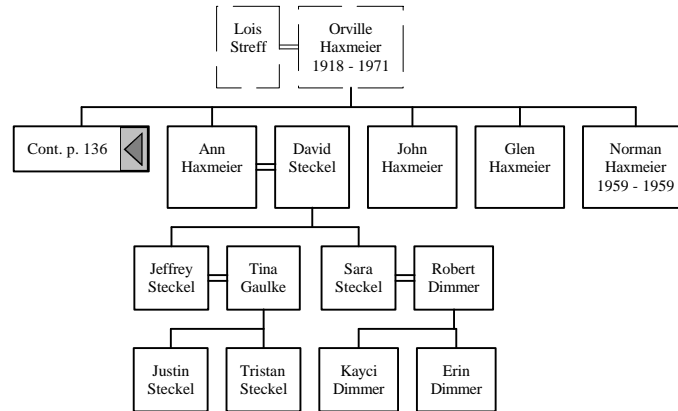 Lois
Streff
Orville
Haxmeier
1918 - 1971
Cont. p. 136
Ann
Haxmeier
David
Steckel
John
Haxmeier
Glen
Haxmeier
Norman
Haxmeier
1959 - 1959
Jeffrey
Steckel
Tina
Gaulke
Sara
Steckel
Robert
Dimmer
Justin
Steckel
Tristan
Steckel
Kayci
Dimmer
Erin
Dimmer